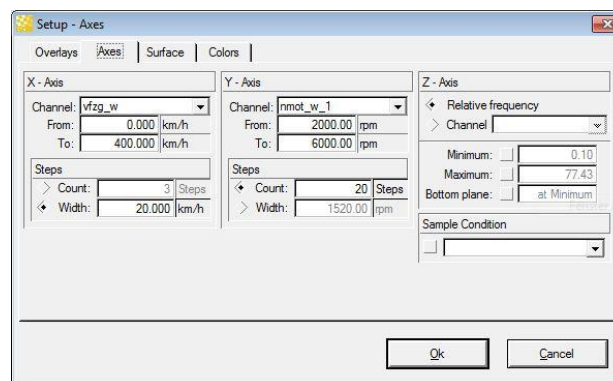 Setup - Axes
Overlays Axes Surface Colors
X - Axis
Channel: vfzg_w
From: 0.000 km/h
To: 400.000 km/h
Steps
Count: 3 Steps
Width: 20.000 km/h
Y - Axis
Channel: nmot_w_1
From: 2000.00 rpm
To: 6000.00 rpm
Steps
Count: 20 Steps
Width: 1520.00 rpm
Z - Axis
Relative frequency
Channel
Minimum: 0.10
Maximum: 77.43
Bottom plane: at Minimum
Sample Condition
Ok Cancel